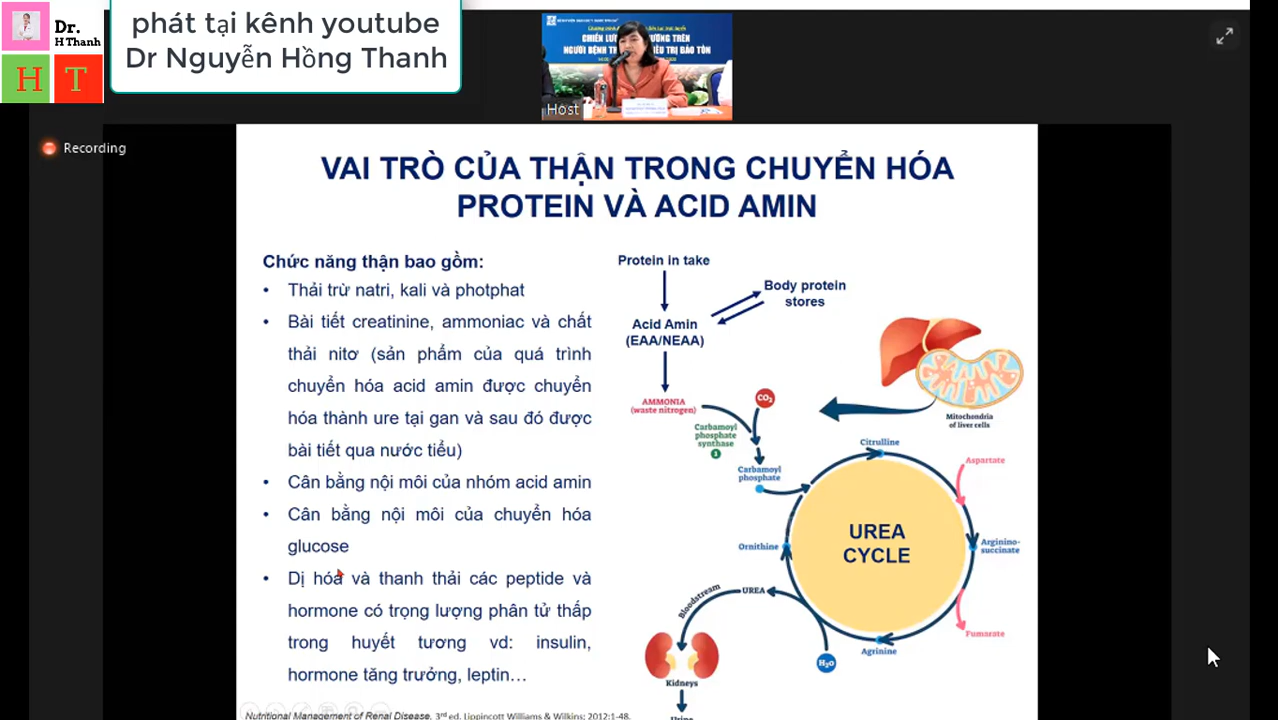 Dr.
H Thanh
H T
phát tại kênh youtube
Dr Nguyễn Hồng Thanh
Host
Recording
VAI TRÒ CỦA THẬN TRONG CHUYỂN HÓA
PROTEIN VÀ ACID AMIN
Chức năng thận bao gồm:
• Thải trừ natri, kali và photphat
• Bài tiết creatinine, ammoniac và chất
thải nitơ (sản phẩm của quá trình
chuyển hóa acid amin được chuyển
hóa thành ure tại gan và sau đó được
bài tiết qua nước tiểu)
• Cân bằng nội môi của nhóm acid amin
• Cân bằng nội môi của chuyển hóa
glucose
• Dị hóa và thanh thải các peptide và
hormone có trọng lượng phân tử thấp
trong huyết tương vd: insulin,
hormone tăng trưởng, leptin…
Protein in take
Body protein
stores
Acid Amin
(EAA/NEAA)
AMMONIA
(waste nitrogen)
CO₂
Carbamoyl
phosphate
synthase
1
Carbamoyl
phosphate
Mitochondria
of liver cells
Citrulline
Aspartate
UREA
CYCLE
Ornithine
Arginino-
succinate
UREA
Bloodstream
Fumarate
Agrinine
H₂O
Kidneys
Urine
Nutritional Management of Renal Disease, 3rd ed. Lippincott Williams & Wilkins; 2012:1-48.